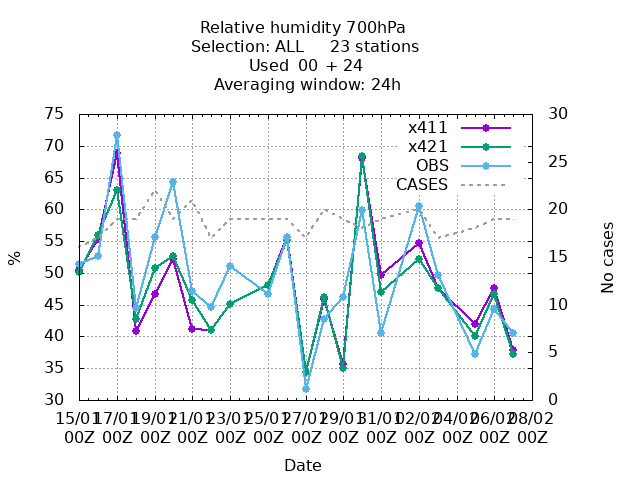 Relative humidity 700hPa
Selection: ALL 23 stations
Used 00 + 24
Averaging window: 24h
75
70
65
60
55
50
45
40
35
30
%
30
25
20
15
10
5
0
No cases
x411
x421
OBS
CASES
15/01 17/01 19/01 21/01 23/01 25/01 27/01 29/01 31/01 02/02 04/02 06/02 08/02
00Z 00Z 00Z 00Z 00Z 00Z 00Z 00Z 00Z 00Z 00Z 00Z 00Z
Date